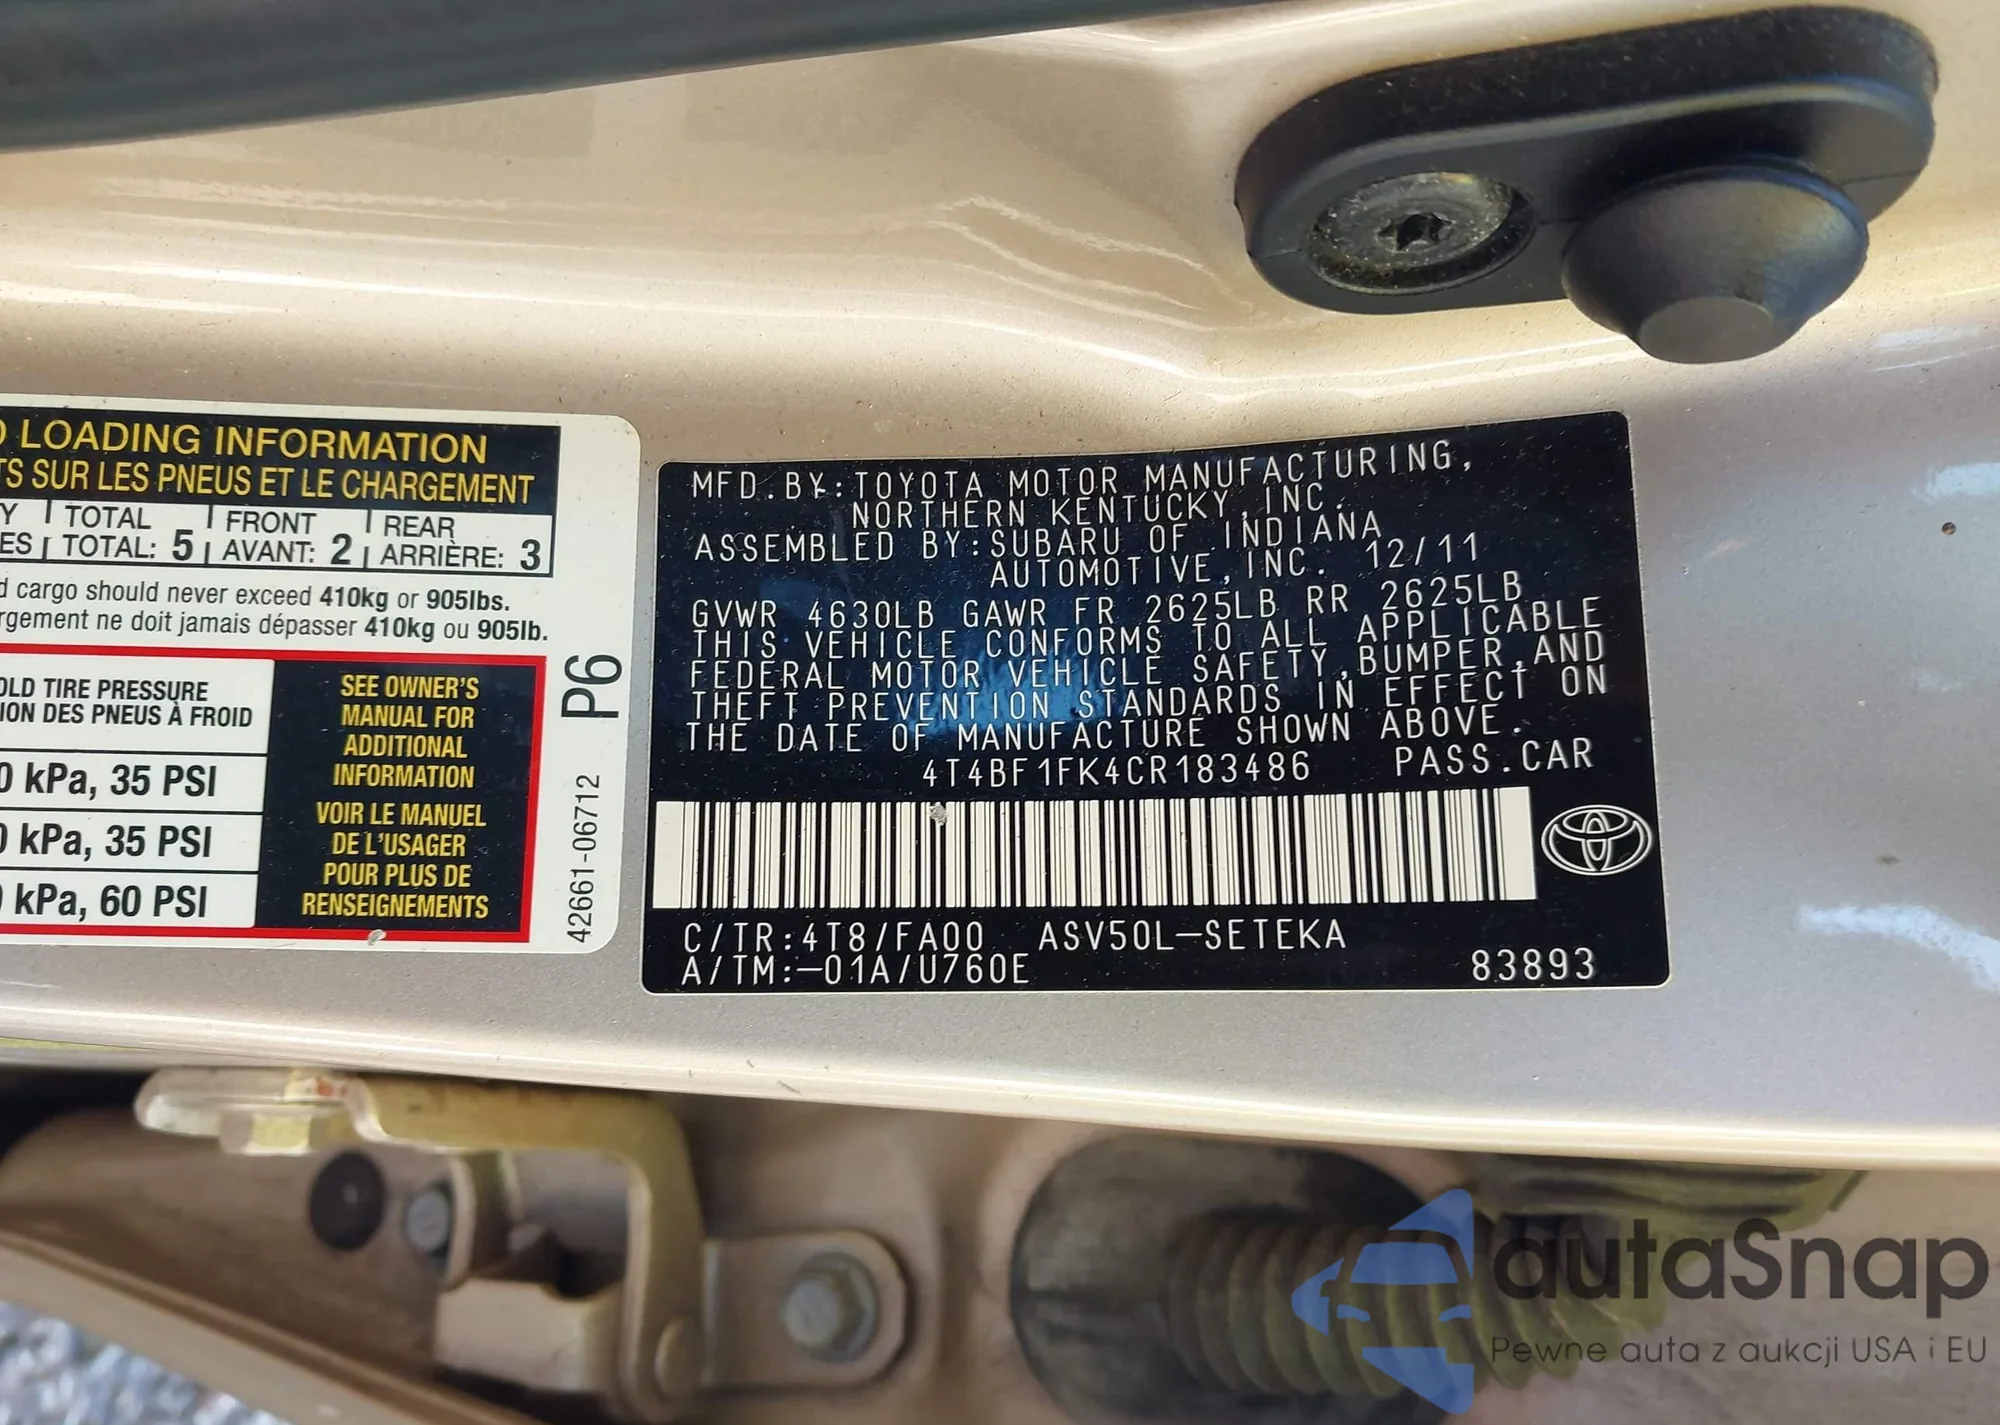 LOADING INFORMATION
TS SUR LES PNEUS ET LE CHARGEMENT
Y TOTAL FRONT REAR
ES TOTAL: 5 AVANT: 2 ARRIÈRE: 3
d cargo should never exceed 410kg or 905lbs.
rgement ne doit jamais dépasser 410kg ou 905lb.
OLD TIRE PRESSURE
ION DES PNEUS À FROID
0 kPa, 35 PSI
0 kPa, 35 PSI
0 kPa, 60 PSI
SEE OWNER'S
MANUAL FOR
ADDITIONAL
INFORMATION
VOIR LE MANUEL
DE L'USAGER
POUR PLUS DE
RENSEIGNEMENTS
P6
42661-06712
MFD.BY:TOYOTA MOTOR MANUFACTURING,
NORTHERN KENTUCKY,INC.
ASSEMBLED BY:SUBARU OF INDIANA
AUTOMOTIVE,INC. 12/11
GVWR 4630LB GAWR FR 2625LB RR 2625LB
THIS VEHICLE CONFORMS TO ALL APPLICABLE
FEDERAL MOTOR VEHICLE SAFETY,BUMPER,AND
THEFT PREVENTION STANDARDS IN EFFECT ON
THE DATE OF MANUFACTURE SHOWN ABOVE.
4T4BF1FK4CR183486 PASS.CAR
C/TR:4T8/FA00 ASV50L-SETEKA
A/TM:-01A/U760E 83893
autaSnap
Pewne auta z aukcji USA i EU